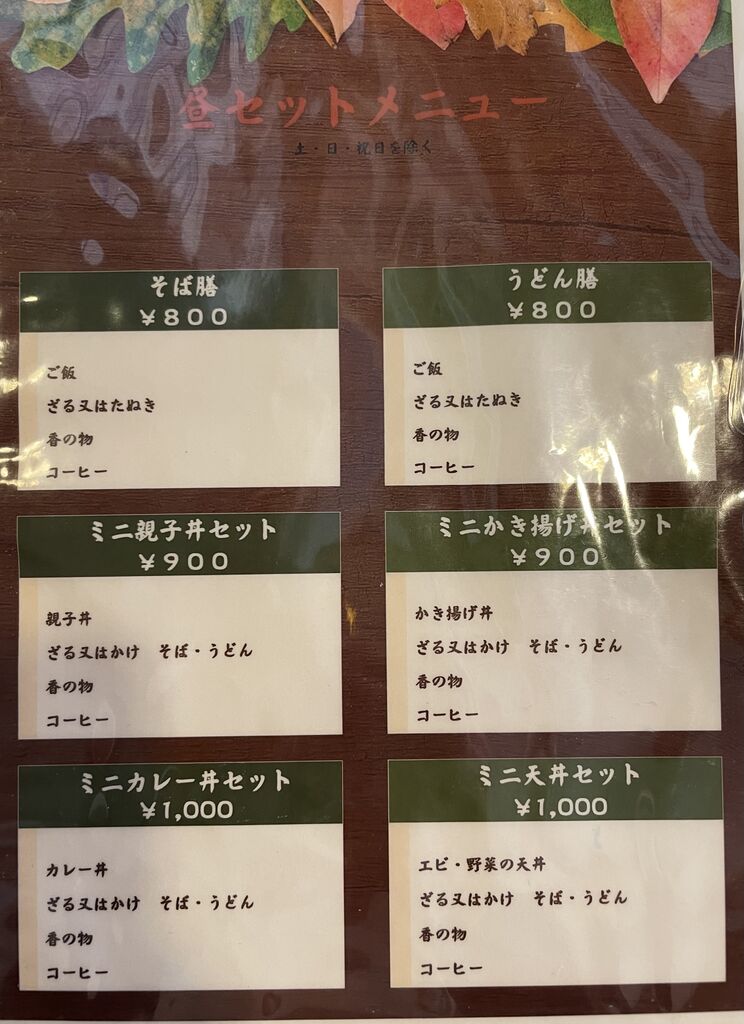 昼セットメニュー
土・日・祝日を除く
そば膳
￥８００
ご飯
ざる又はたぬき
香の物
コーヒー
うどん膳
￥８００
ご飯
ざる又はたぬき
香の物
コーヒー
ミニ親子丼セット
￥９００
親子丼
ざる又はかけ　そば・うどん
香の物
コーヒー
ミニかき揚げ丼セット
￥９００
かき揚げ丼
ざる又はかけ　そば・うどん
香の物
コーヒー
ミニカレー丼セット
￥1,000
カレー丼
ざる又はかけ　そば・うどん
香の物
コーヒー
ミニ天丼セット
￥1,000
エビ・野菜の天丼
ざる又はかけ　そば・うどん
香の物
コーヒー